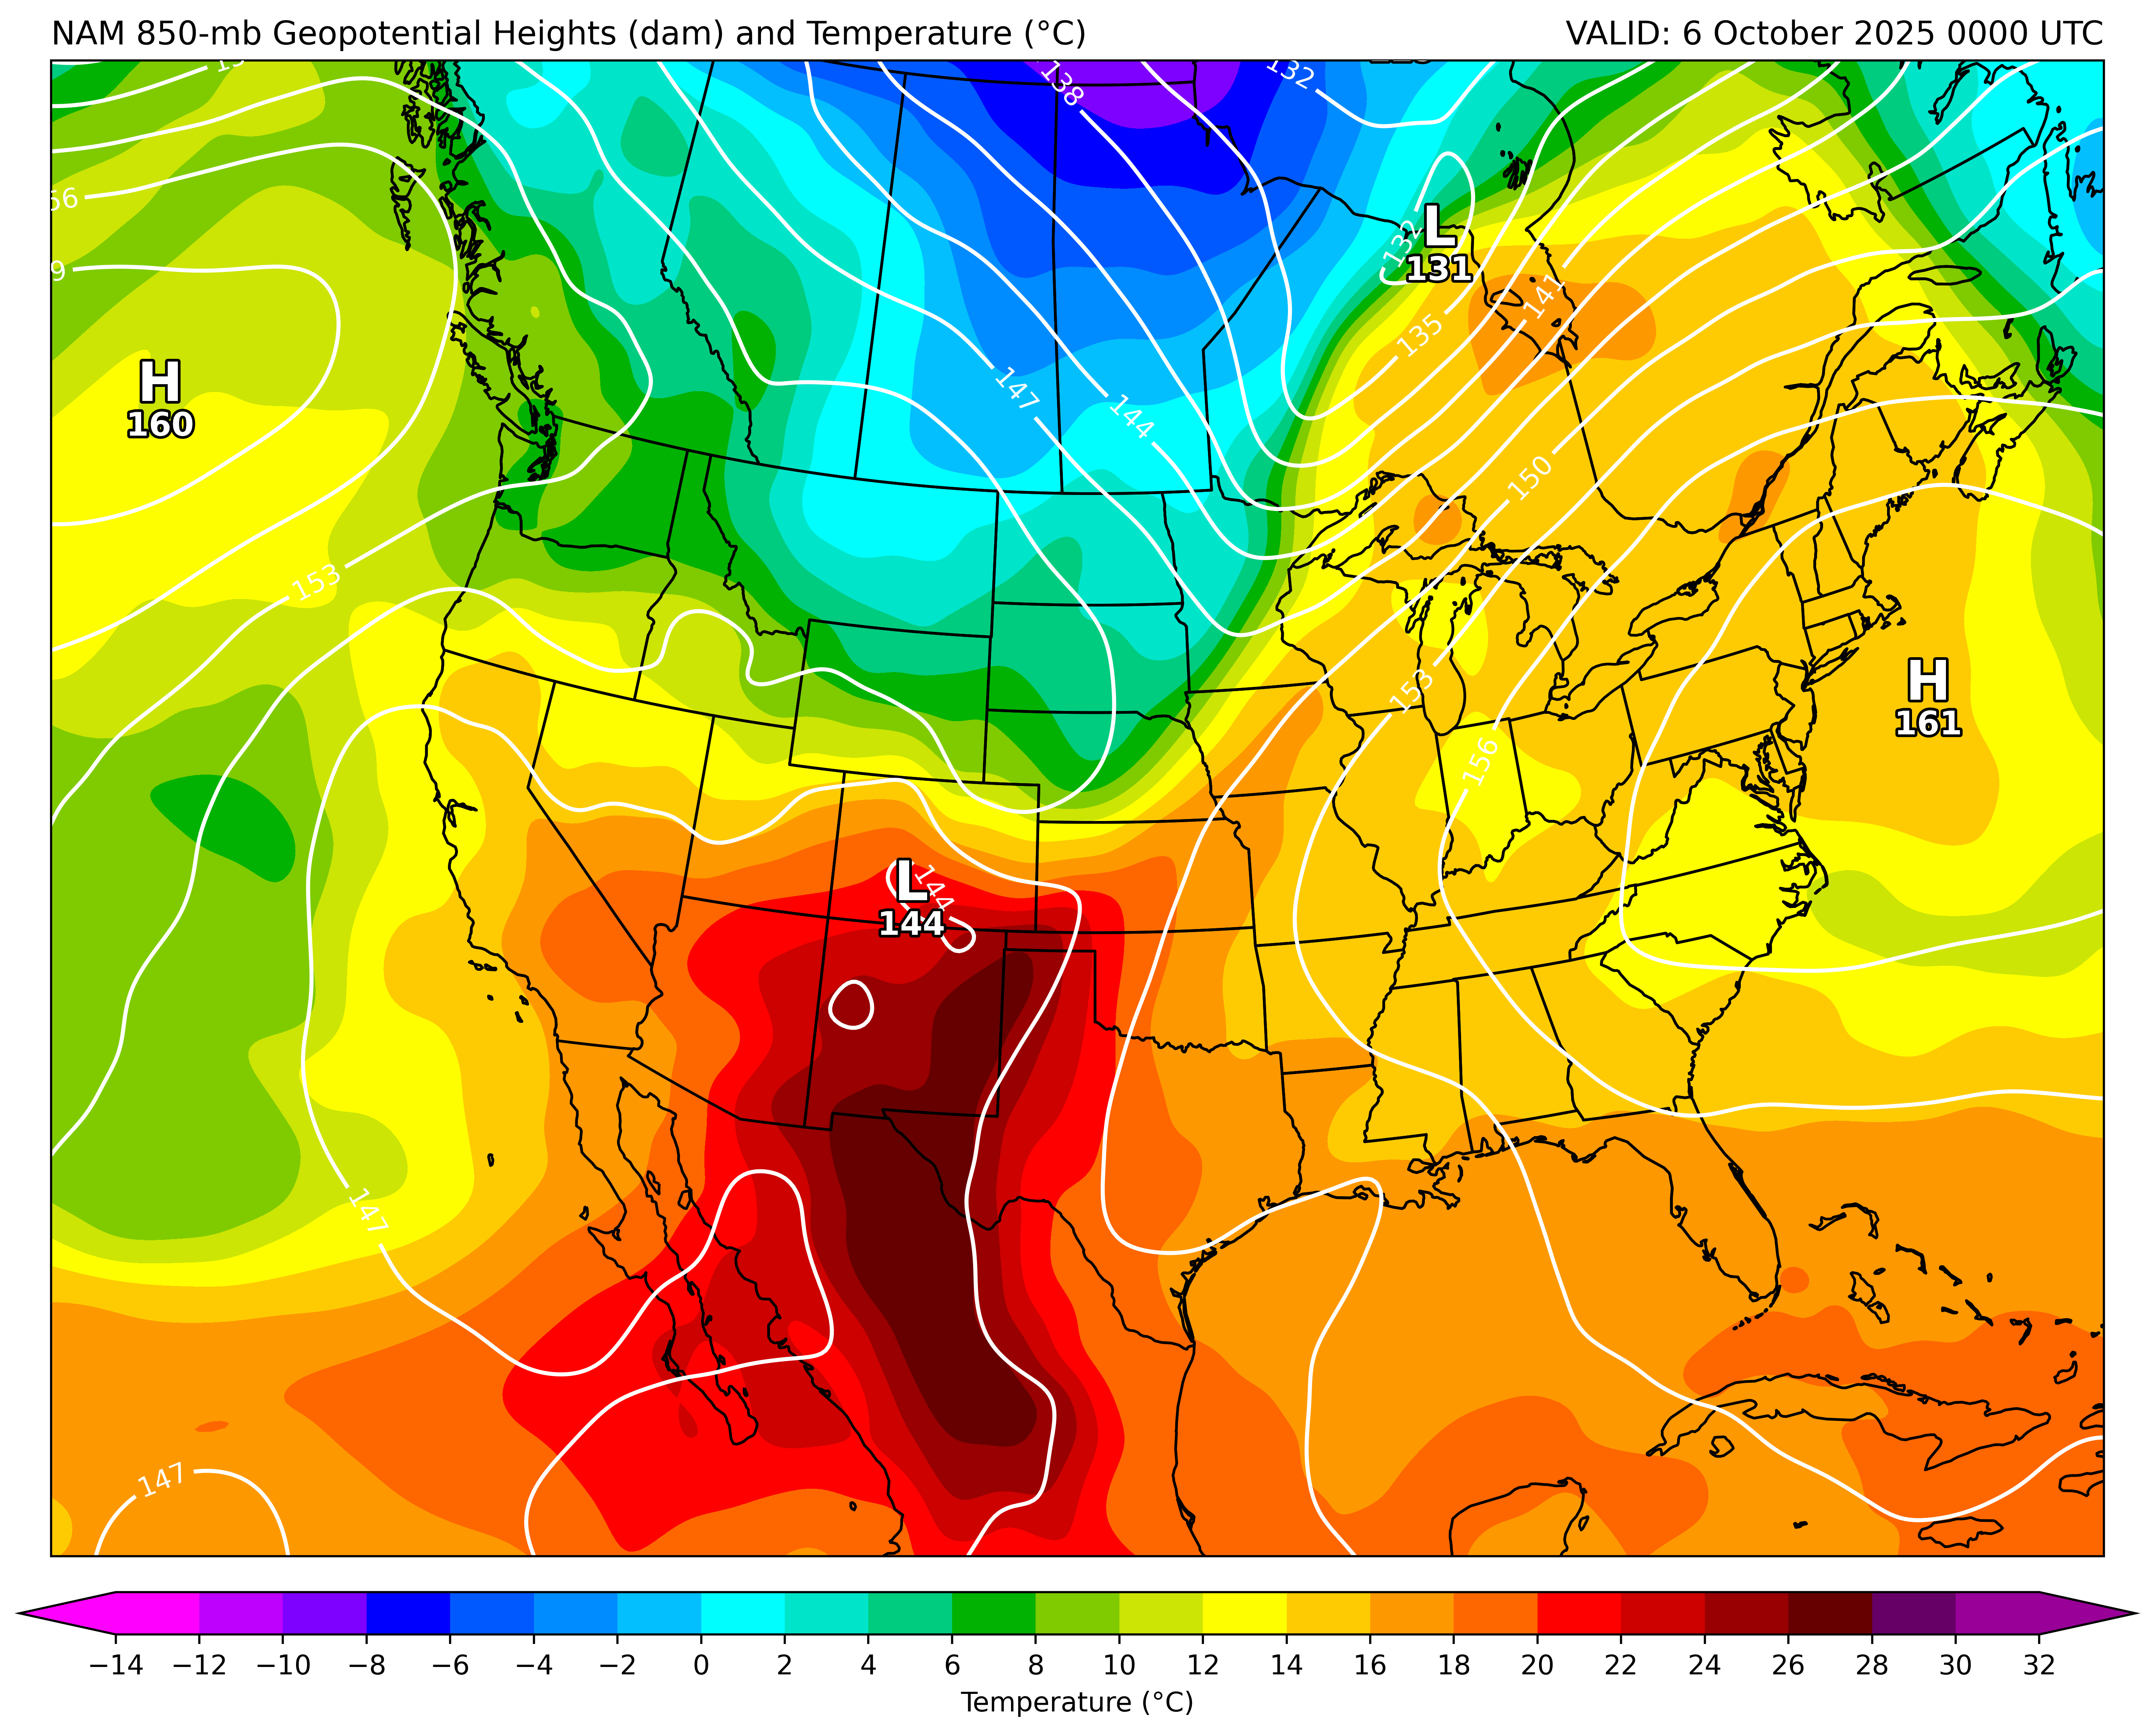 NAM 850-mb Geopotential Heights (dam) and Temperature (°C)
VALID: 6 October 2025 0000 UTC
138
132
56
132
L
131
9
141
135
H
160
147
144
150
153
153
H
161
156
L
144
144
147
147
−14 −12 −10 −8 −6 −4 −2 0 2 4 6 8 10 12 14 16 18 20 22 24 26 28 30 32
Temperature (°C)